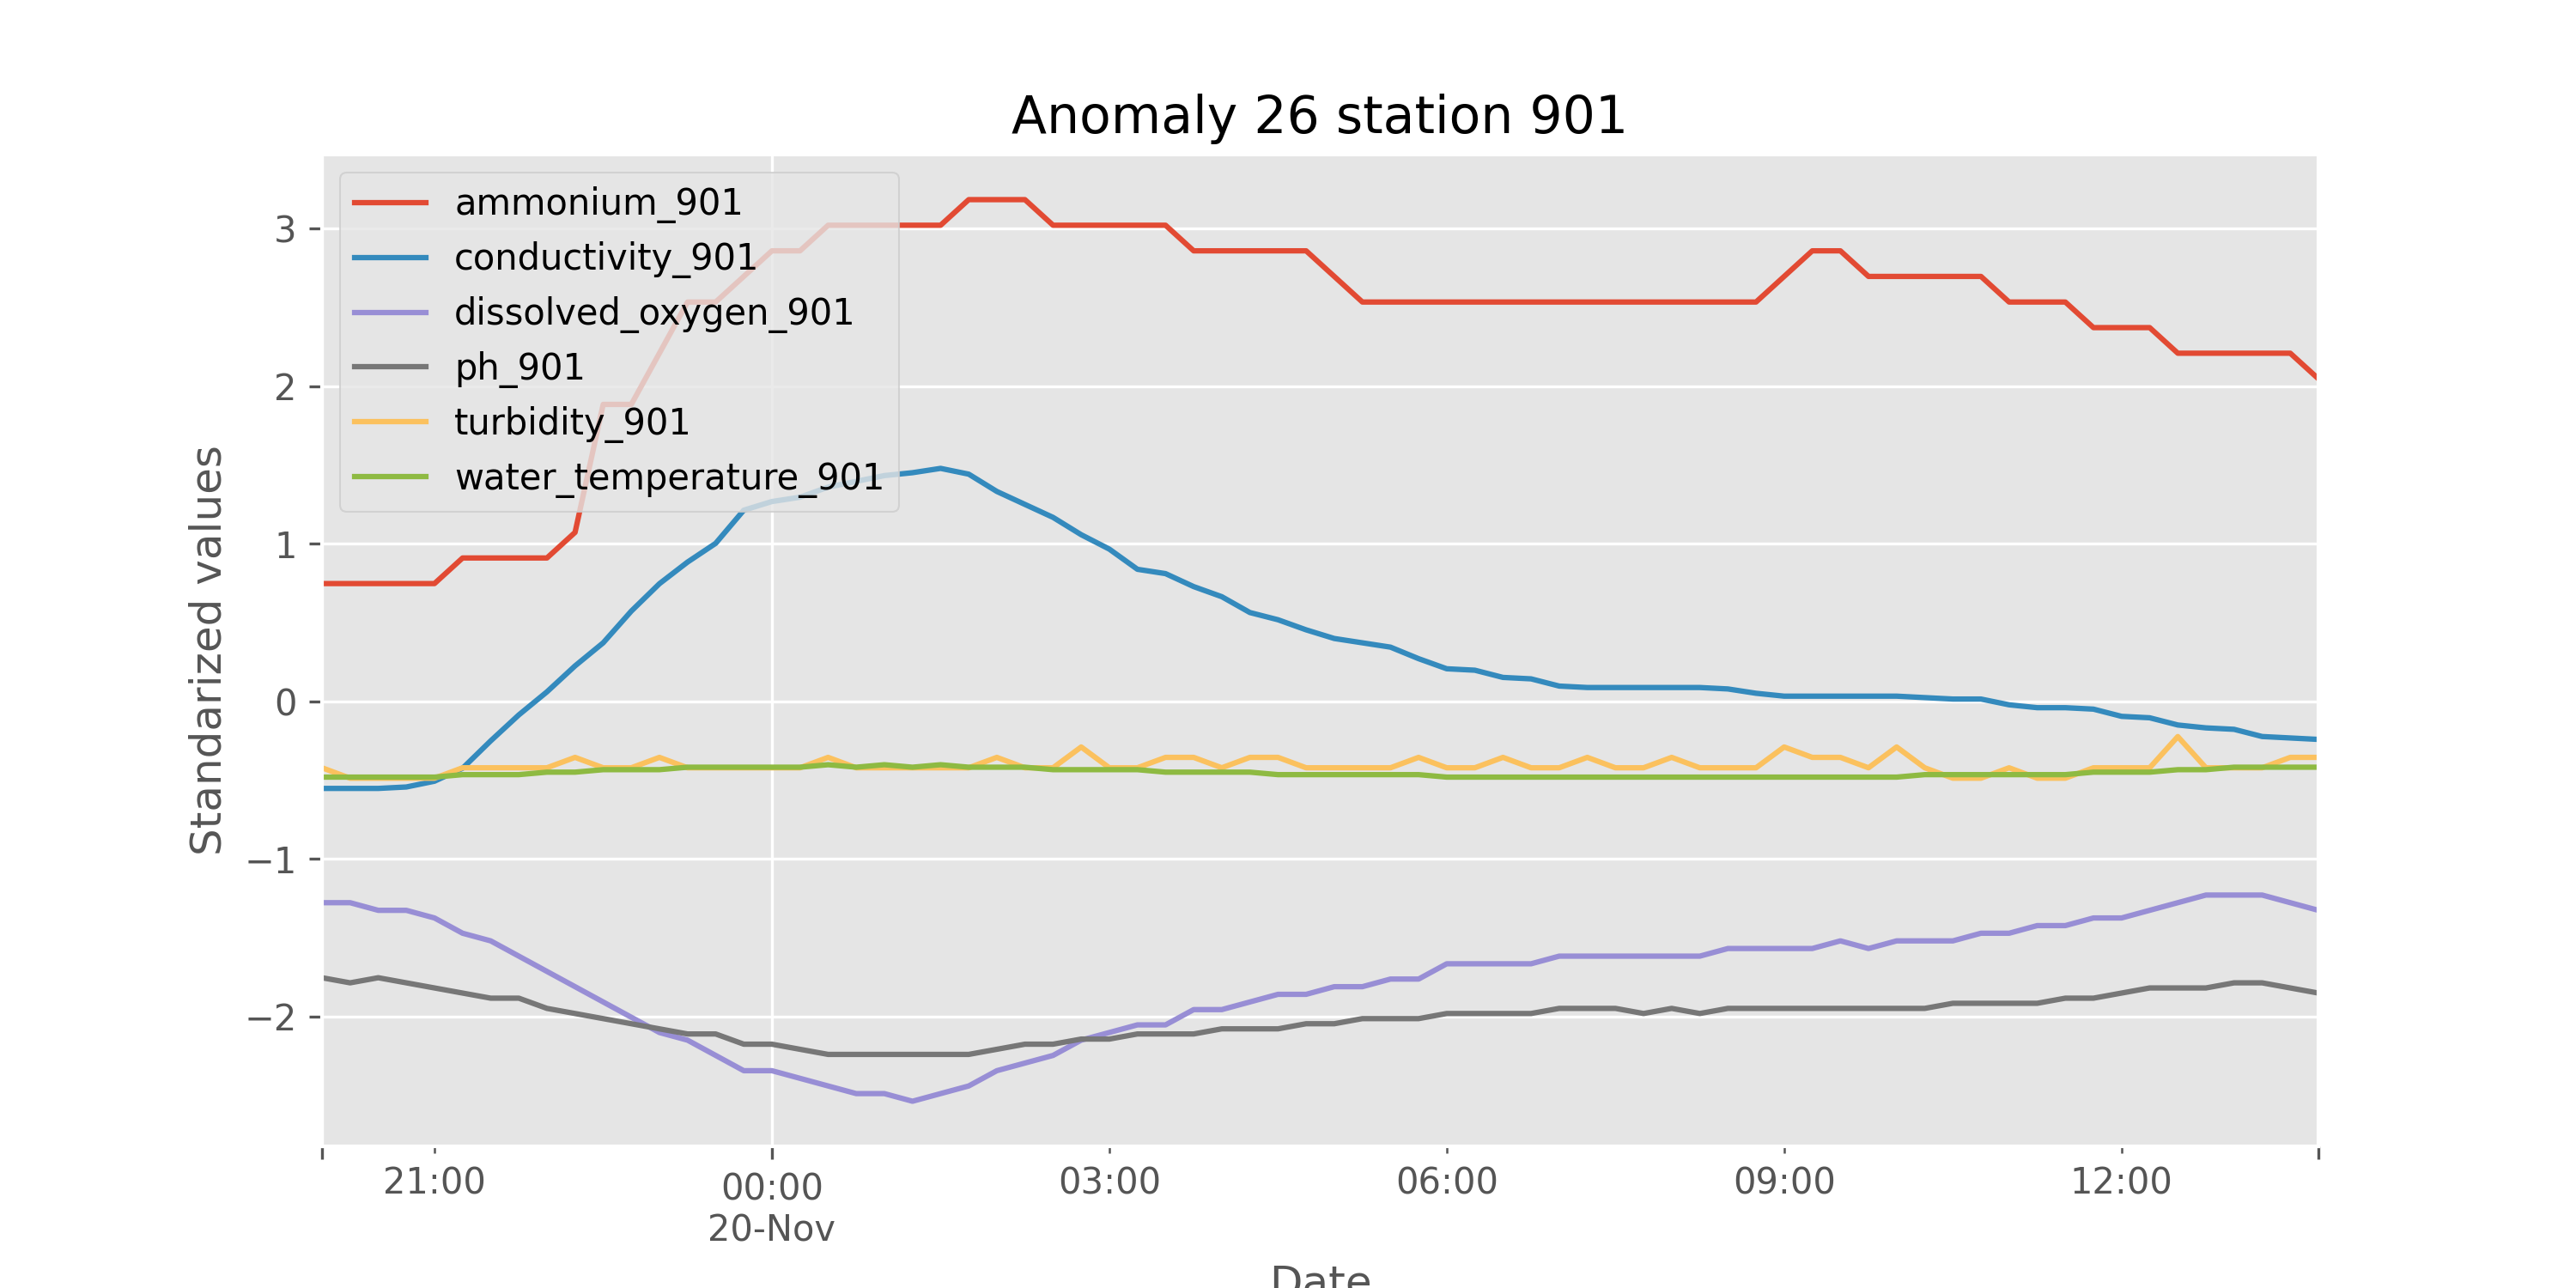 Anomaly 26 station 901
ammonium_901
conductivity_901
dissolved_oxygen_901
ph_901
turbidity_901
water_temperature_901
Standarized values
3
2
1
0
−1
−2
21:00
00:00
20-Nov
03:00
06:00
09:00
12:00
Date